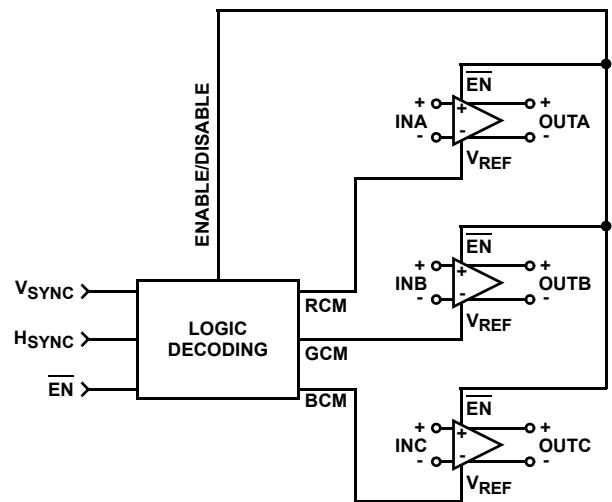 ENABLE/DISABLE
EN
+ + +
INA OUTA
- - -
VREF
EN
VSYNC + + +
INB OUTB
RCM - - -
LOGIC VREF
HSYNC DECODING
GCM
EN
BCM EN
+ + +
INC OUTC
- - -
VREF